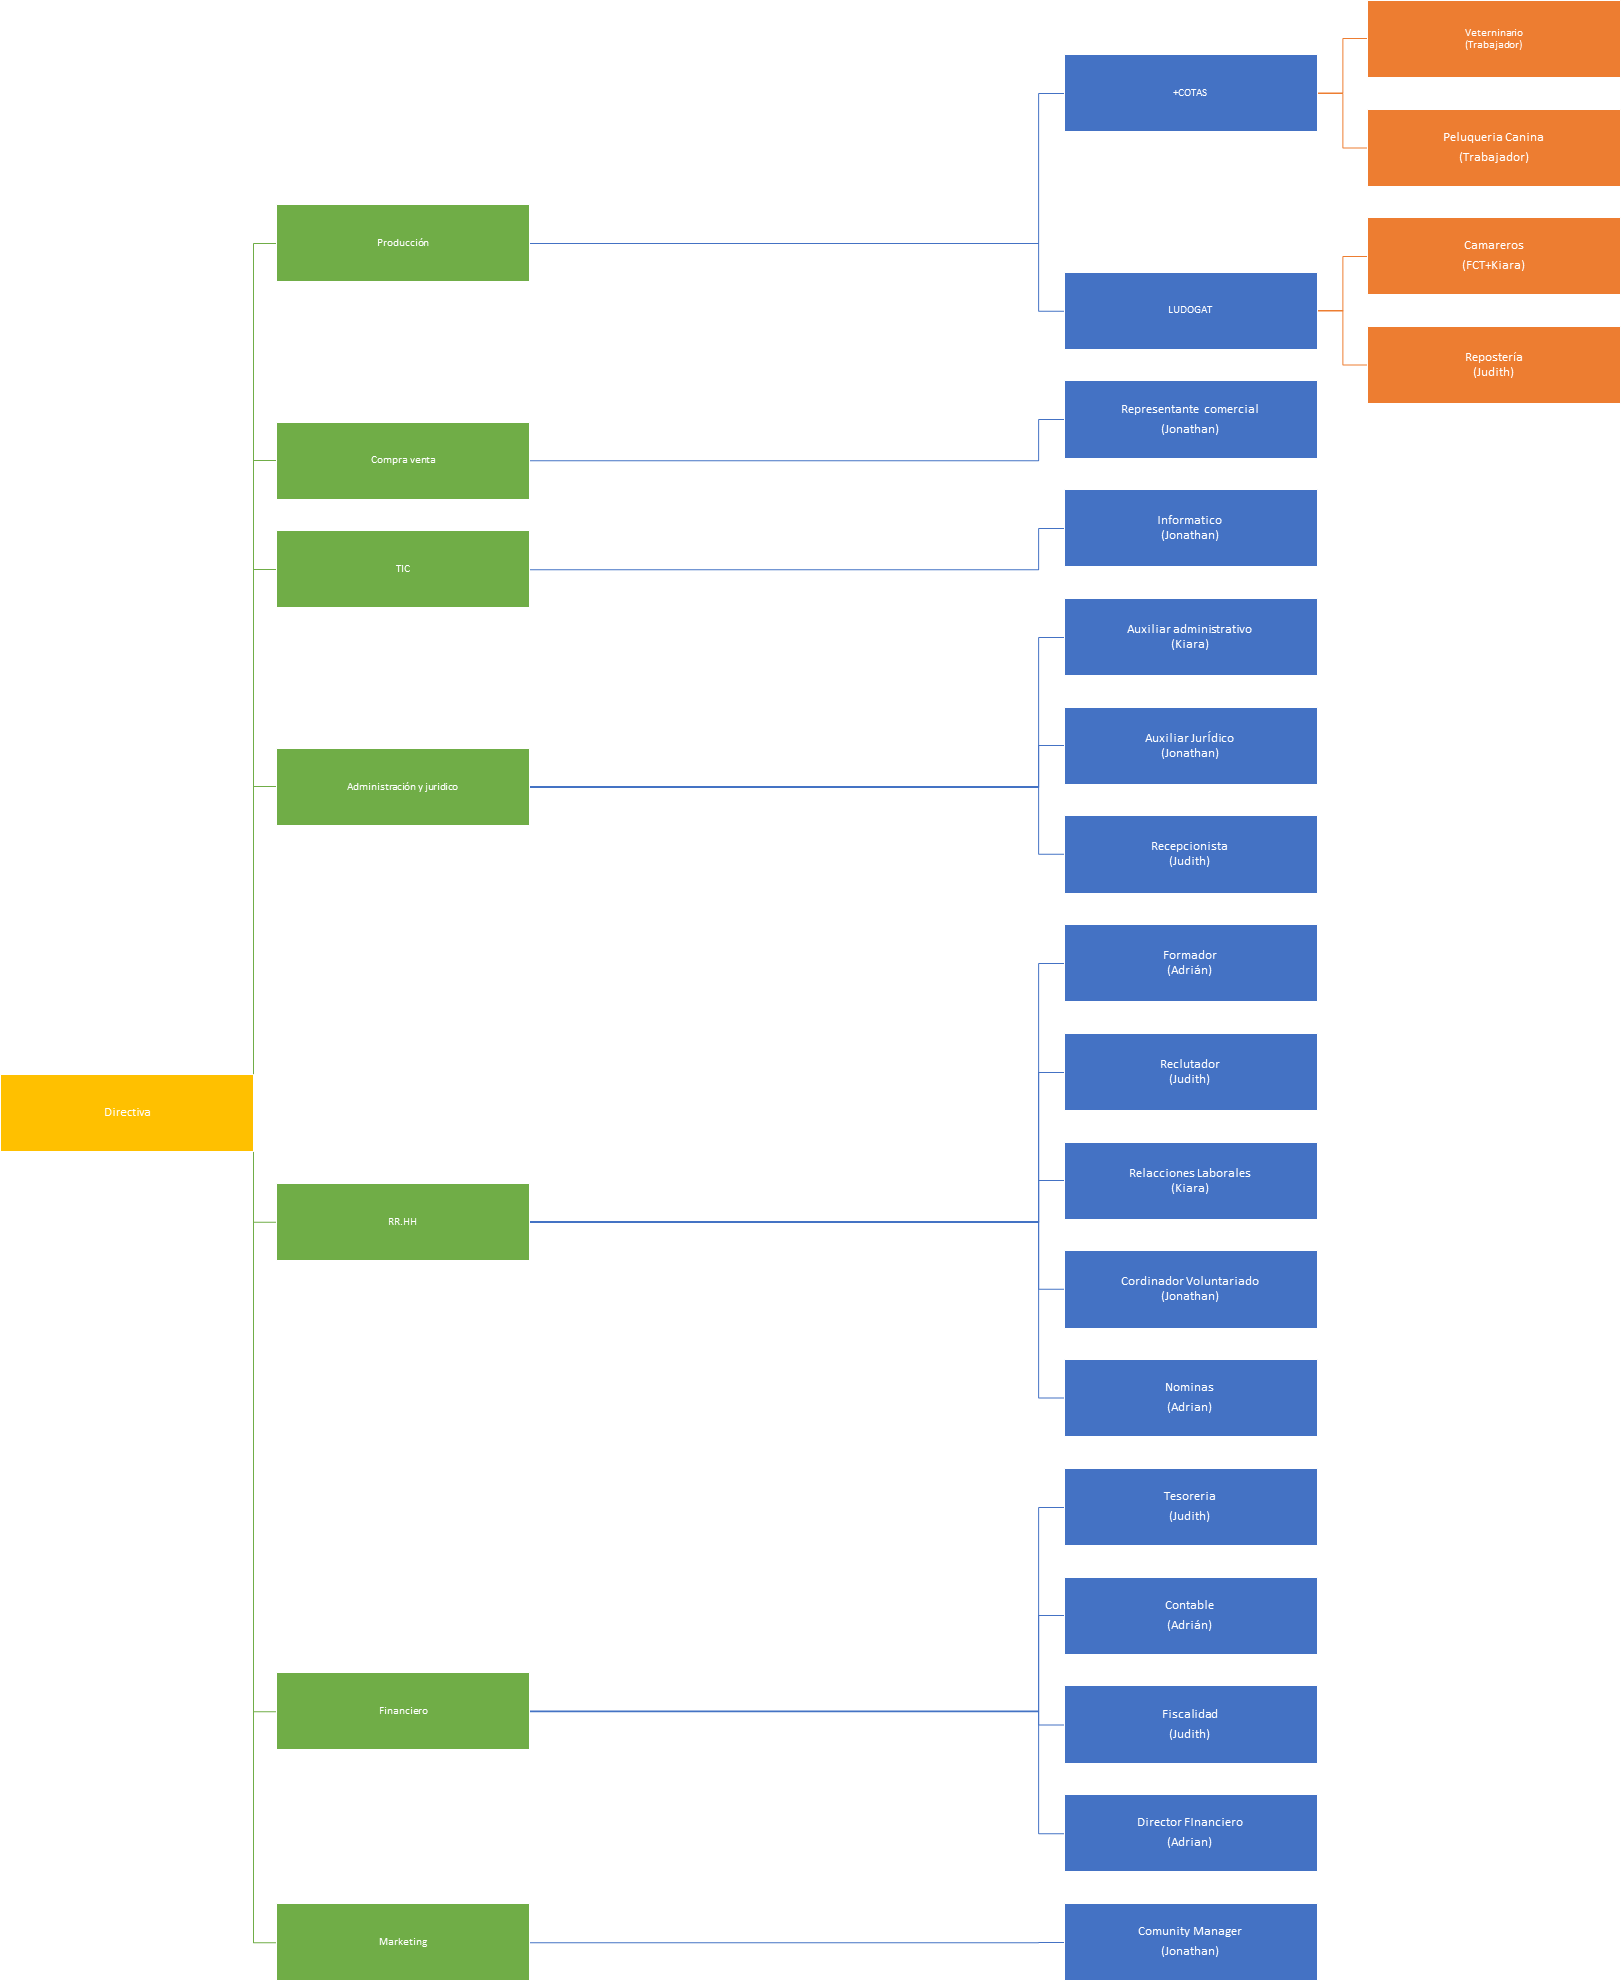 Directiva
Producción
+COTAS
Veterninario
(Trabajador)
Peluqueria Canina
(Trabajador)
LUDOGAT
Camareros
(FCT+Kiara)
Repostería
(Judith)
Compra venta
Representante comercial
(Jonathan)
TIC
Informatico
(Jonathan)
Administración y juridico
Auxiliar administrativo
(Kiara)
Auxiliar JurÍdico
(Jonathan)
Recepcionista
(Judith)
RR.HH
Formador
(Adrián)
Reclutador
(Judith)
Relacciones Laborales
(Kiara)
Cordinador Voluntariado
(Jonathan)
Nominas
(Adrian)
Financiero
Tesoreria
(Judith)
Contable
(Adrián)
Fiscalidad
(Judith)
Director FInanciero
(Adrian)
Marketing
Comunity Manager
(Jonathan)